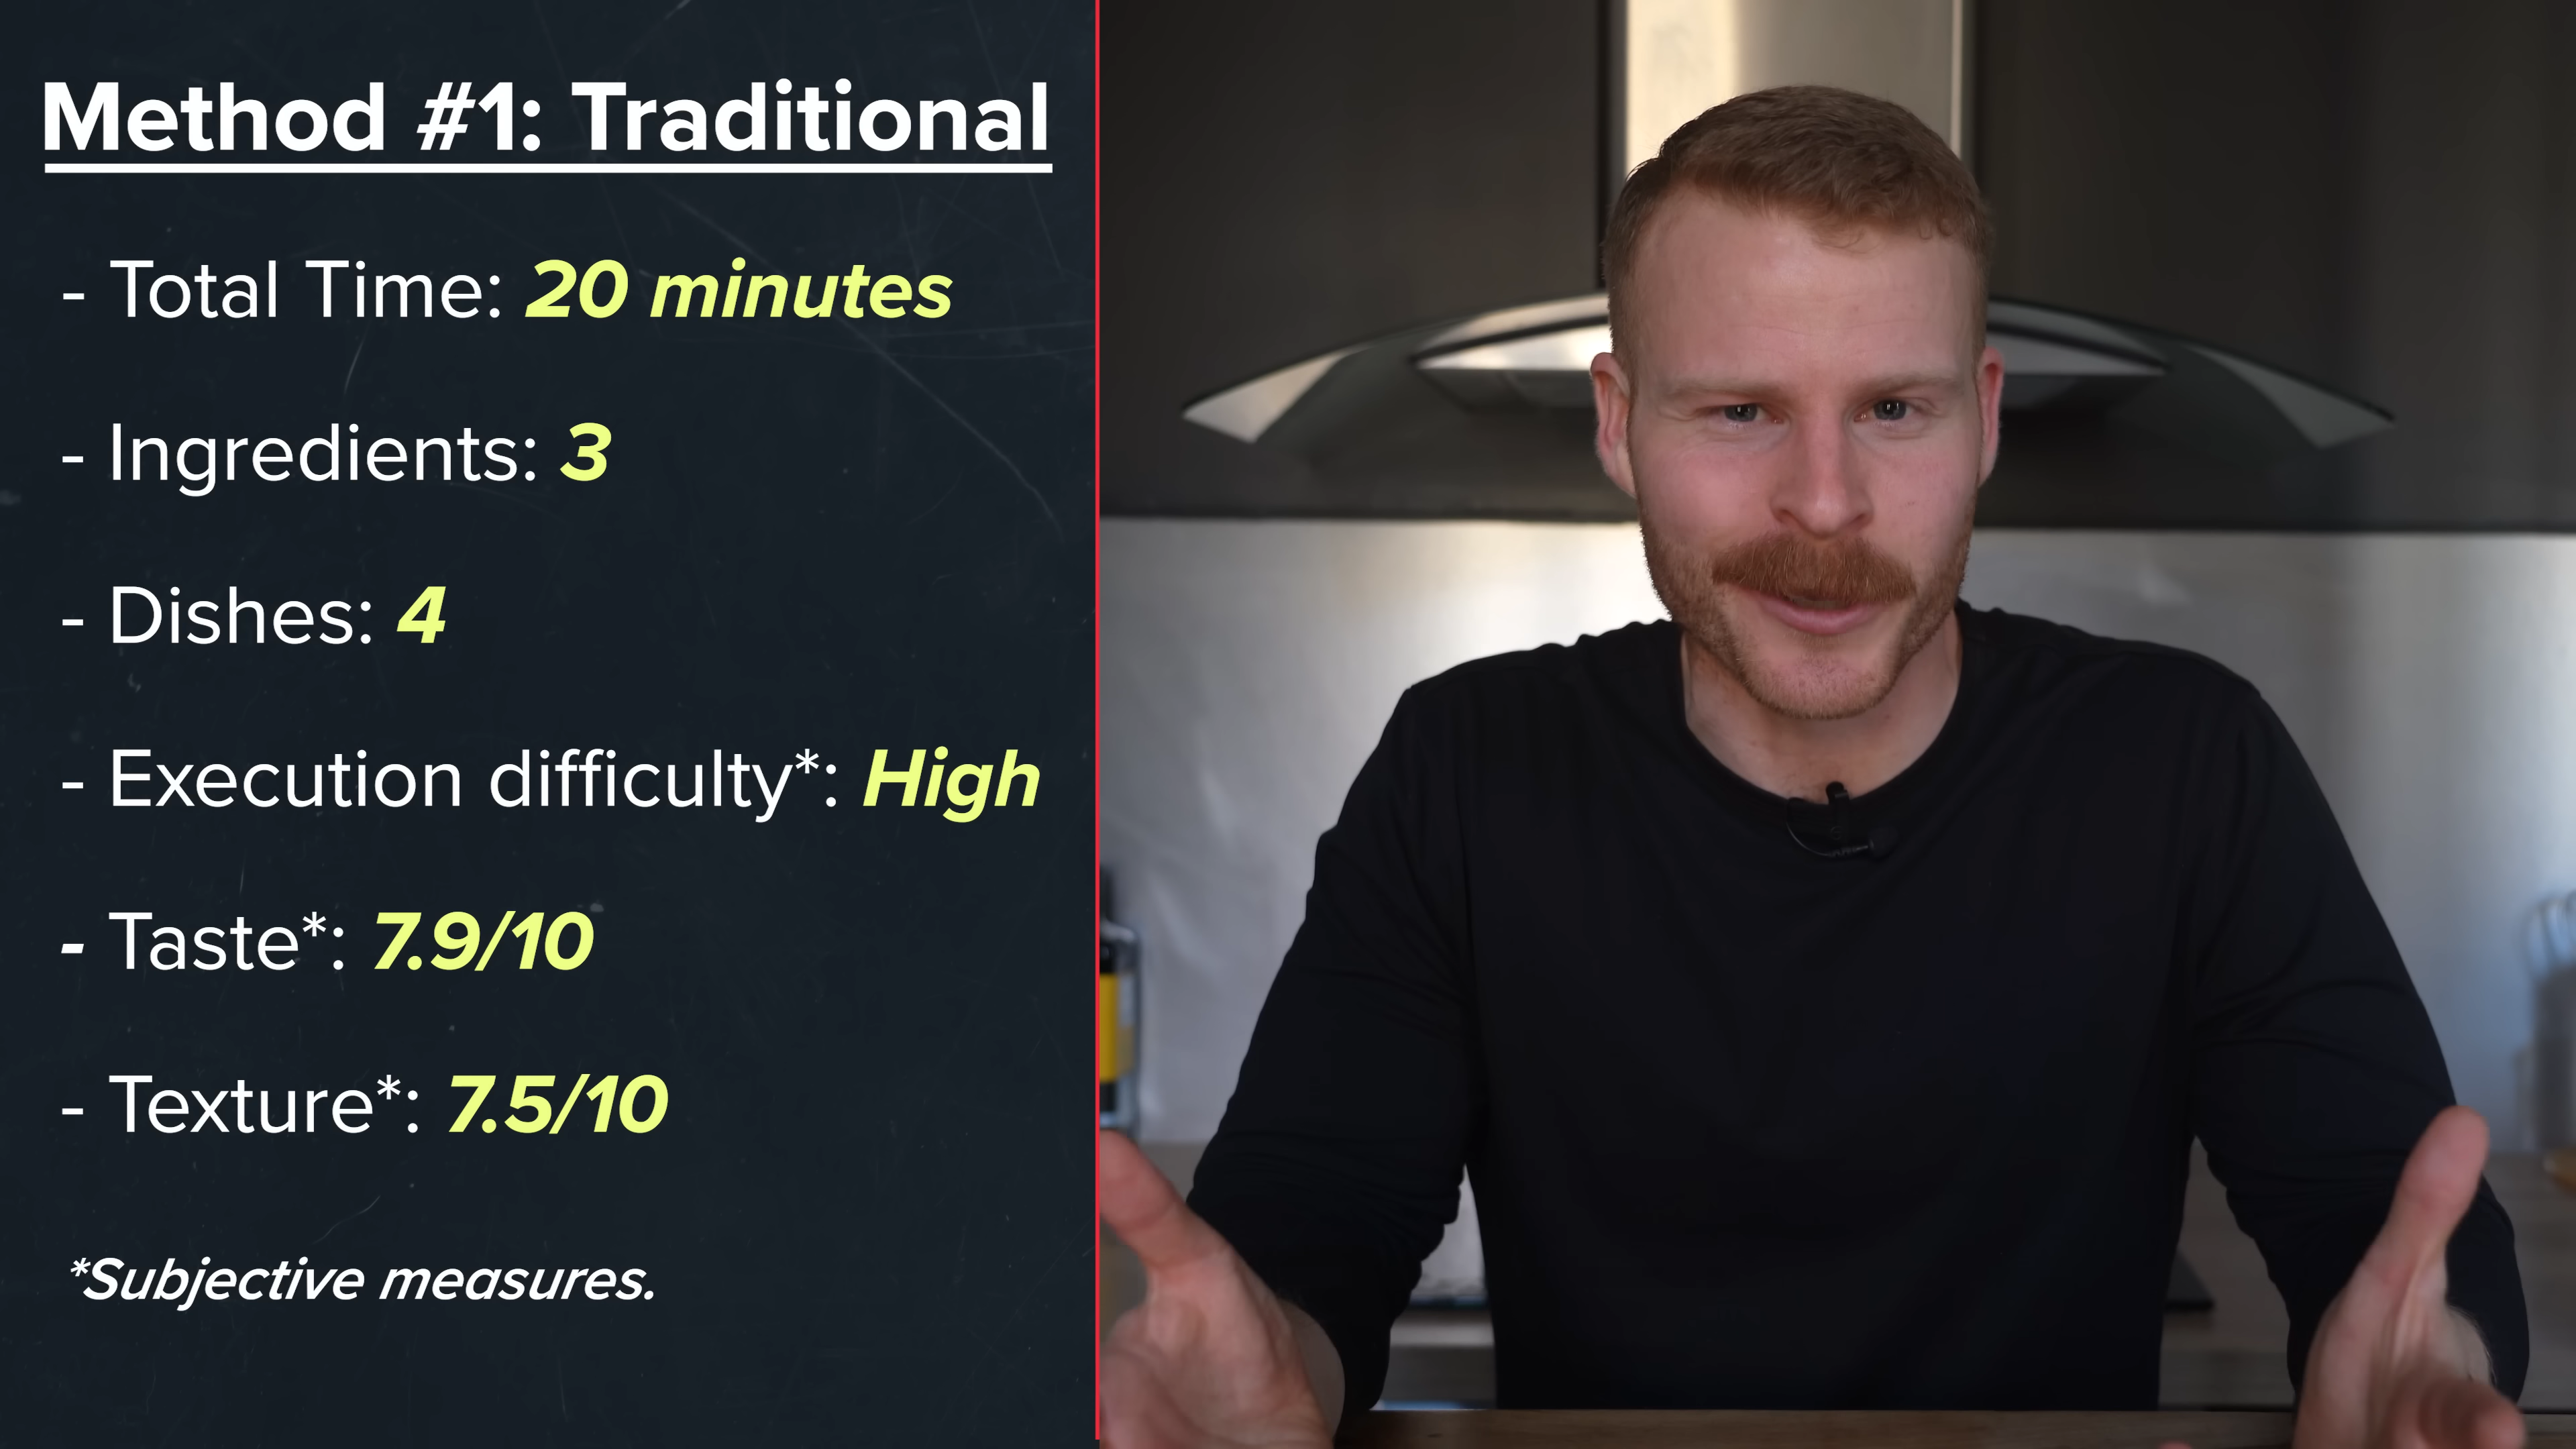 Method #1: Traditional
- Total Time: 20 minutes
- Ingredients: 3
- Dishes: 4
- Execution difficulty*: High
- Taste*: 7.9/10
- Texture*: 7.5/10
*Subjective measures.